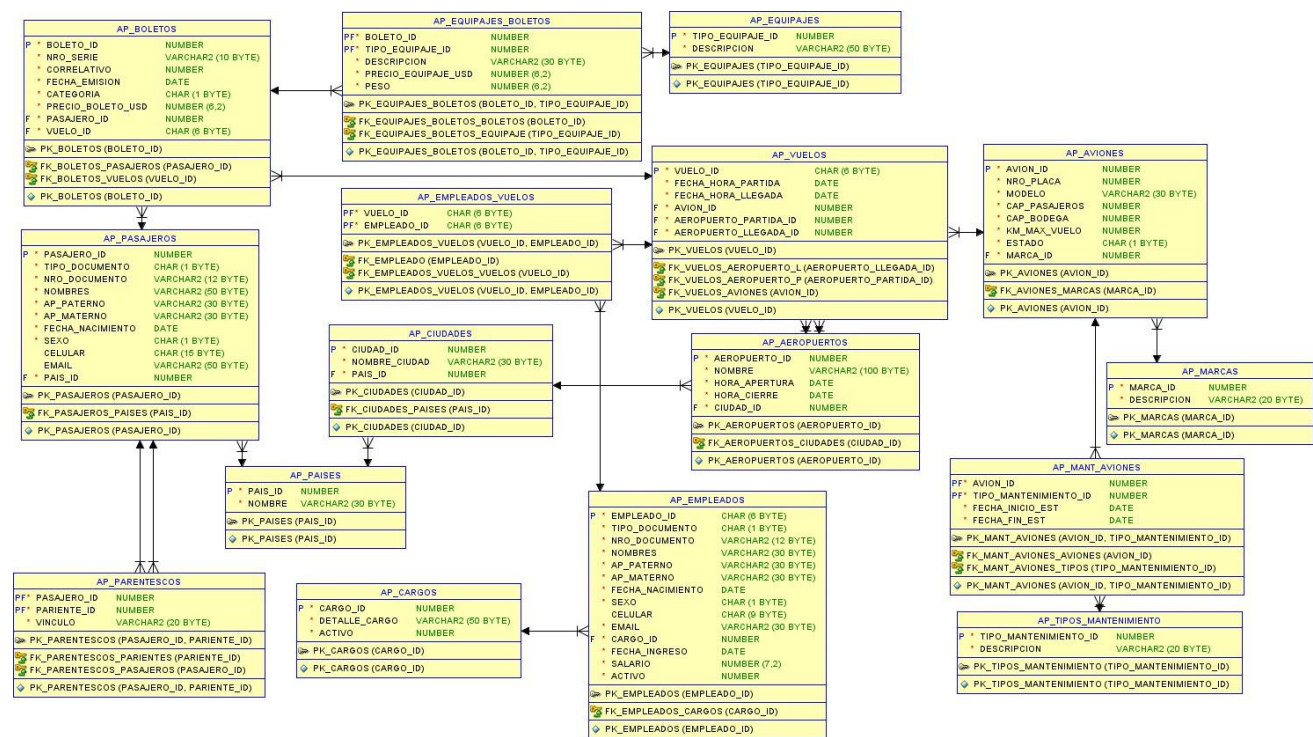 AP_BOLETOS
P * BOLETO_ID NUMBER
* NRO_SERIE VARCHAR2 (10 BYTE)
* CORRELATIVO NUMBER
* FECHA_EMISION DATE
* CATEGORIA CHAR (1 BYTE)
* PRECIO_BOLETO_USD NUMBER (6,2)
F * PASAJERO_ID NUMBER
F * VUELO_ID CHAR (6 BYTE)
PK_BOLETOS (BOLETO_ID)
FK_BOLETOS_PASAJEROS (PASAJERO_ID)
FK_BOLETOS_VUELOS (VUELO_ID)
PK_BOLETOS (BOLETO_ID)
AP_EQUIPAJES_BOLETOS
PF* BOLETO_ID NUMBER
PF* TIPO_EQUIPAJE_ID NUMBER
* DESCRIPCION VARCHAR2 (30 BYTE)
* PRECIO_EQUIPAJE_USD NUMBER (6,2)
* PESO NUMBER (6,2)
PK_EQUIPAJES_BOLETOS (BOLETO_ID, TIPO_EQUIPAJE_ID)
FK_EQUIPAJES_BOLETOS_BOLETOS (BOLETO_ID)
FK_EQUIPAJES_BOLETOS_EQUIPAJE (TIPO_EQUIPAJE_ID)
PK_EQUIPAJES_BOLETOS (BOLETO_ID, TIPO_EQUIPAJE_ID)
AP_EQUIPAJES
P * TIPO_EQUIPAJE_ID NUMBER
* DESCRIPCION VARCHAR2 (50 BYTE)
PK_EQUIPAJES (TIPO_EQUIPAJE_ID)
PK_EQUIPAJES (TIPO_EQUIPAJE_ID)
AP_VUELOS
P * VUELO_ID CHAR (6 BYTE)
* FECHA_HORA_PARTIDA DATE
* FECHA_HORA_LLEGADA DATE
F * AVION_ID NUMBER
F * AEROPUERTO_PARTIDA_ID NUMBER
F * AEROPUERTO_LLEGADA_ID NUMBER
PK_VUELOS (VUELO_ID)
FK_VUELOS_AEROPUERTO_L (AEROPUERTO_LLEGADA_ID)
FK_VUELOS_AEROPUERTO_P (AEROPUERTO_PARTIDA_ID)
FK_VUELOS_AVIONES (AVION_ID)
PK_VUELOS (VUELO_ID)
AP_AVIONES
P * AVION_ID NUMBER
* NRO_PLACA NUMBER
* MODELO VARCHAR2 (30 BYTE)
* CAP_PASAJEROS NUMBER
* CAP_BODEGA NUMBER
* KM_MAX_VUELO NUMBER
* ESTADO CHAR (1 BYTE)
F * MARCA_ID NUMBER
PK_AVIONES (AVION_ID)
FK_AVIONES_MARCAS (MARCA_ID)
PK_AVIONES (AVION_ID)
AP_EMPLEADOS_VUELOS
PF* VUELO_ID CHAR (6 BYTE)
PF* EMPLEADO_ID CHAR (6 BYTE)
PK_EMPLEADOS_VUELOS (VUELO_ID, EMPLEADO_ID)
FK_EMPLEADO (EMPLEADO_ID)
FK_EMPLEADOS_VUELOS_VUELOS (VUELO_ID)
PK_EMPLEADOS_VUELOS (VUELO_ID, EMPLEADO_ID)
AP_PASAJEROS
P * PASAJERO_ID NUMBER
* TIPO_DOCUMENTO CHAR (1 BYTE)
* NRO_DOCUMENTO VARCHAR2 (12 BYTE)
* NOMBRES VARCHAR2 (50 BYTE)
* AP_PATERNO VARCHAR2 (30 BYTE)
* AP_MATERNO VARCHAR2 (30 BYTE)
* FECHA_NACIMIENTO DATE
* SEXO CHAR (1 BYTE)
CELULAR CHAR (15 BYTE)
EMAIL VARCHAR2 (50 BYTE)
F * PAIS_ID NUMBER
PK_PASAJEROS (PASAJERO_ID)
FK_PASAJEROS_PAISES (PAIS_ID)
PK_PASAJEROS (PASAJERO_ID)
AP_CIUDADES
P * CIUDAD_ID NUMBER
* NOMBRE_CIUDAD VARCHAR2 (30 BYTE)
F * PAIS_ID NUMBER
PK_CIUDADES (CIUDAD_ID)
FK_CIUDADES_PAISES (PAIS_ID)
PK_CIUDADES (CIUDAD_ID)
AP_AEROPUERTOS
P * AEROPUERTO_ID NUMBER
* NOMBRE VARCHAR2 (100 BYTE)
* HORA_APERTURA DATE
* HORA_CIERRE DATE
F * CIUDAD_ID NUMBER
PK_AEROPUERTOS (AEROPUERTO_ID)
FK_AEROPUERTOS_CIUDADES (CIUDAD_ID)
PK_AEROPUERTOS (AEROPUERTO_ID)
AP_MARCAS
P * MARCA_ID NUMBER
* DESCRIPCION VARCHAR2 (20 BYTE)
PK_MARCAS (MARCA_ID)
PK_MARCAS (MARCA_ID)
AP_PAISES
P * PAIS_ID NUMBER
* NOMBRE VARCHAR2 (30 BYTE)
PK_PAISES (PAIS_ID)
PK_PAISES (PAIS_ID)
AP_MANT_AVIONES
PF* AVION_ID NUMBER
PF* TIPO_MANTENIMIENTO_ID NUMBER
* FECHA_INICIO_EST DATE
* FECHA_FIN_EST DATE
PK_MANT_AVIONES (AVION_ID, TIPO_MANTENIMIENTO_ID)
FK_MANT_AVIONES_AVIONES (AVION_ID)
FK_MANT_AVIONES_TIPOS (TIPO_MANTENIMIENTO_ID)
PK_MANT_AVIONES (AVION_ID, TIPO_MANTENIMIENTO_ID)
AP_EMPLEADOS
P * EMPLEADO_ID CHAR (6 BYTE)
* TIPO_DOCUMENTO CHAR (1 BYTE)
* NRO_DOCUMENTO VARCHAR2 (12 BYTE)
* NOMBRES VARCHAR2 (30 BYTE)
* AP_PATERNO VARCHAR2 (30 BYTE)
* AP_MATERNO VARCHAR2 (30 BYTE)
* FECHA_NACIMIENTO DATE
* SEXO CHAR (1 BYTE)
CELULAR CHAR (9 BYTE)
* EMAIL VARCHAR2 (30 BYTE)
F * CARGO_ID NUMBER
* FECHA_INGRESO DATE
* SALARIO NUMBER (7,2)
* ACTIVO NUMBER
PK_EMPLEADOS (EMPLEADO_ID)
FK_EMPLEADOS_CARGOS (CARGO_ID)
PK_EMPLEADOS (EMPLEADO_ID)
AP_PARENTESCOS
PF* PASAJERO_ID NUMBER
PF* PARIENTE_ID NUMBER
* VINCULO VARCHAR2 (20 BYTE)
PK_PARENTESCOS (PASAJERO_ID, PARIENTE_ID)
FK_PARENTESCOS_PARIENTES (PARIENTE_ID)
FK_PARENTESCOS_PASAJEROS (PASAJERO_ID)
PK_PARENTESCOS (PASAJERO_ID, PARIENTE_ID)
AP_CARGOS
P * CARGO_ID NUMBER
* DETALLE_CARGO VARCHAR2 (50 BYTE)
* ACTIVO NUMBER
PK_CARGOS (CARGO_ID)
PK_CARGOS (CARGO_ID)
AP_TIPOS_MANTENIMIENTO
P * TIPO_MANTENIMIENTO_ID NUMBER
* DESCRIPCION VARCHAR2 (20 BYTE)
PK_TIPOS_MANTENIMIENTO (TIPO_MANTENIMIENTO_ID)
PK_TIPOS_MANTENIMIENTO (TIPO_MANTENIMIENTO_ID)